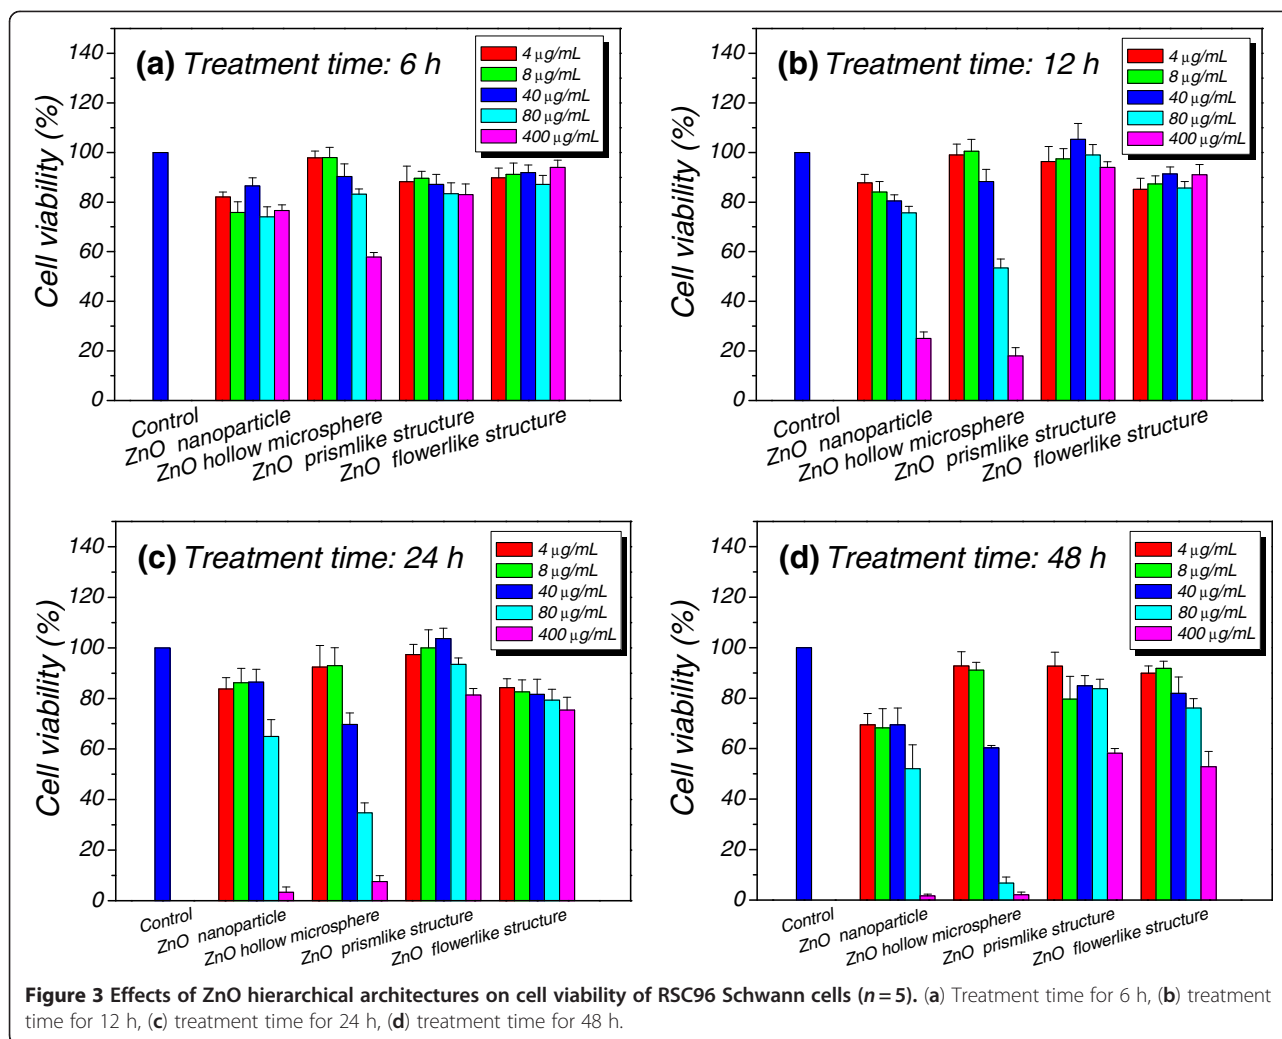 (a) Treatment time: 6 h
4 μg/mL
8 μg/mL
40 μg/mL
80 μg/mL
400 μg/mL
Cell viability (%)
140
120
100
80
60
40
20
0
Control
ZnO nanoparticle
ZnO hollow microsphere
ZnO prismlike structure
ZnO flowerlike structure
(b) Treatment time: 12 h
4 μg/mL
8 μg/mL
40 μg/mL
80 μg/mL
400 μg/mL
Cell viability (%)
140
120
100
80
60
40
20
0
Control
ZnO nanoparticle
ZnO hollow microsphere
ZnO prismlike structure
ZnO flowerlike structure
(c) Treatment time: 24 h
4 μg/mL
8 μg/mL
40 μg/mL
80 μg/mL
400 μg/mL
Cell viability (%)
140
120
100
80
60
40
20
0
Control
ZnO nanoparticle
ZnO hollow microsphere
ZnO prismlike structure
ZnO flowerlike structure
(d) Treatment time: 48 h
4 μg/mL
8 μg/mL
40 μg/mL
80 μg/mL
400 μg/mL
Cell viability (%)
140
120
100
80
60
40
20
0
Control
ZnO nanoparticle
ZnO hollow microsphere
ZnO prismlike structure
ZnO flowerlike structure
Figure 3 Effects of ZnO hierarchical architectures on cell viability of RSC96 Schwann cells (n = 5). (a) Treatment time for 6 h, (b) treatment
time for 12 h, (c) treatment time for 24 h, (d) treatment time for 48 h.